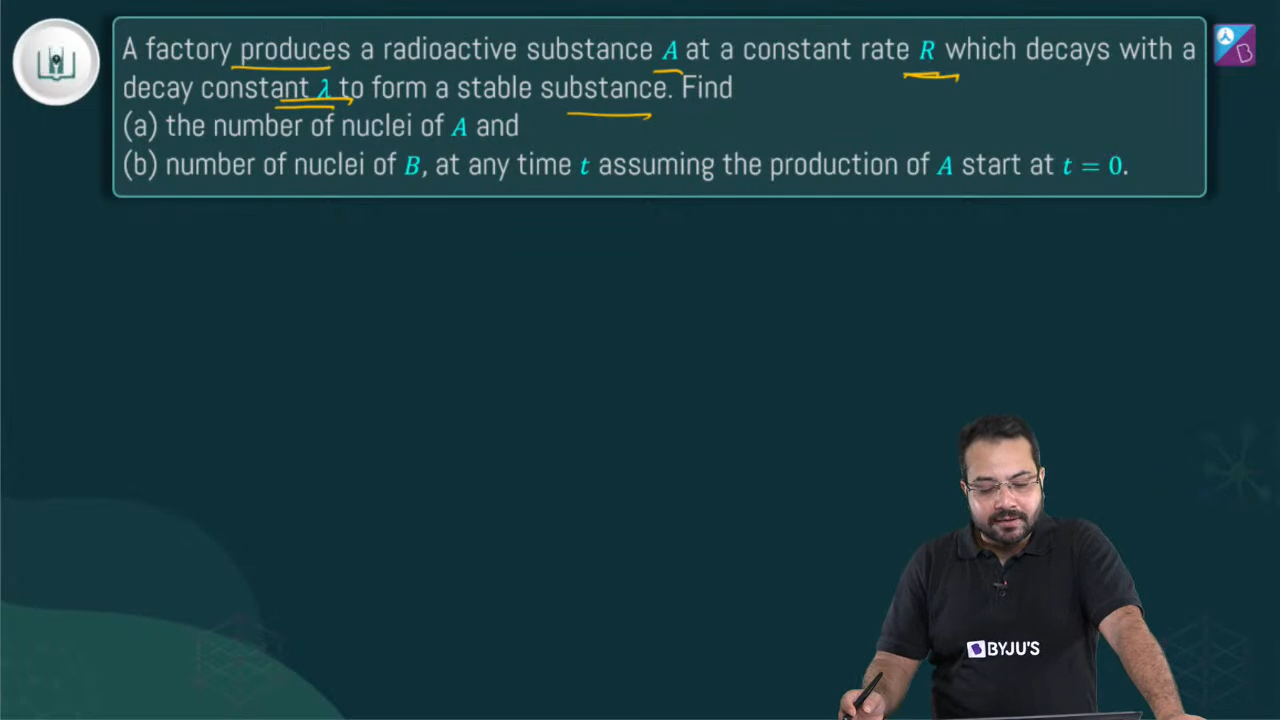 A factory produces a radioactive substance A at a constant rate R which decays with a
decay constant λ to form a stable substance. Find
(a) the number of nuclei of A and
(b) number of nuclei of B, at any time t assuming the production of A start at t = 0.
B
BYJU'S